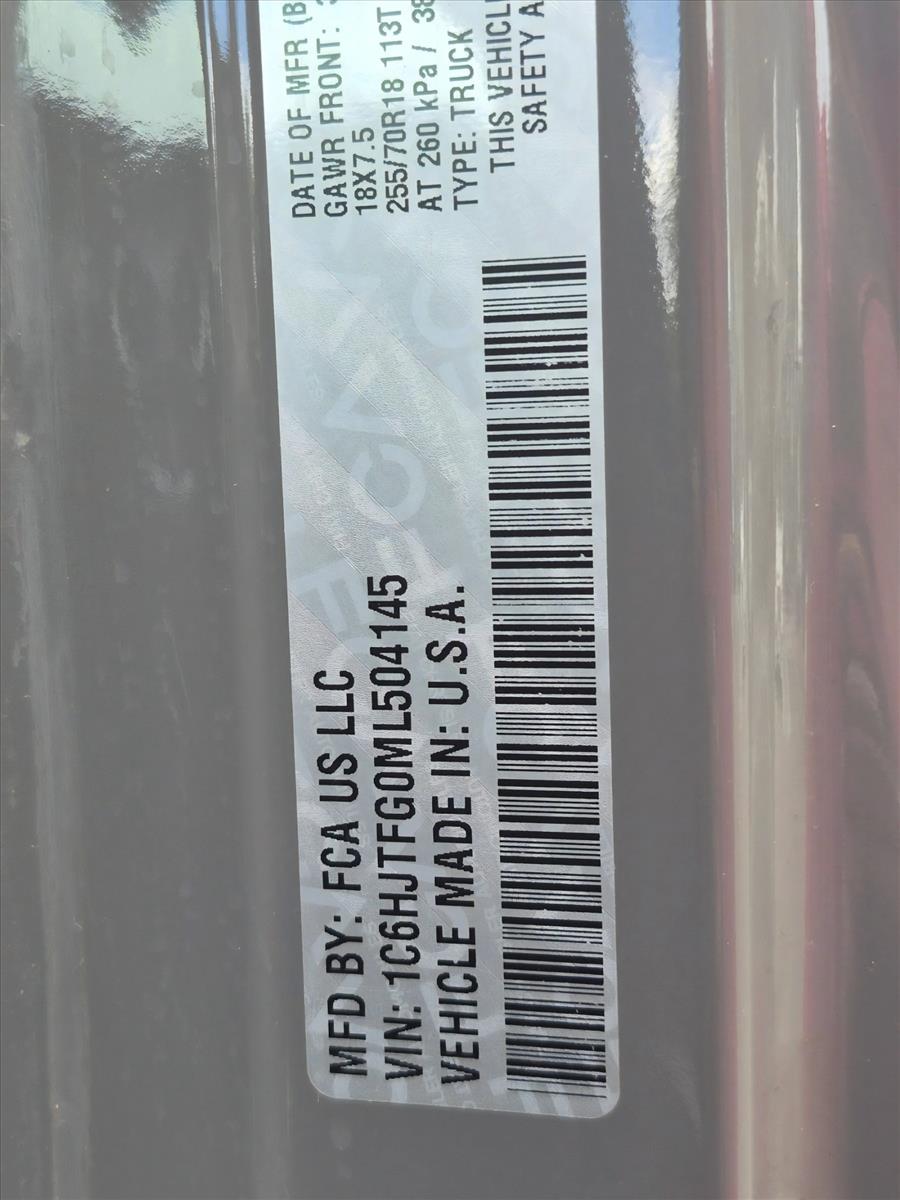 MFD BY: FCA US LLC
VIN: 1C6HJTFG0ML504145
VEHICLE MADE IN: U.S.A.
DATE OF MFR (B
GAWR FRONT:
18X7.5
255/70R18 113T
AT 260 kPa / 38
TYPE: TRUCK
THIS VEHICL
SAFETY A